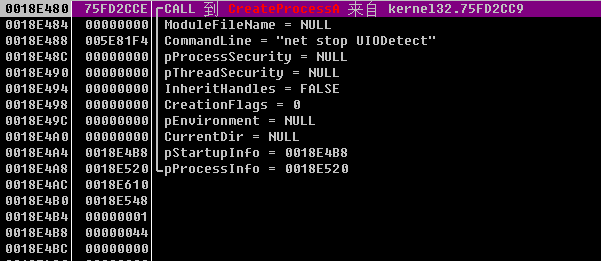 0018E480 75FD2CCE CALL 到 CreateProcessA 来自 kernel32.75FD2CC9
0018E484 00000000 ModuleFileName = NULL
0018E488 005E81F4 CommandLine = "net stop UIODetect"
0018E48C 00000000 pProcessSecurity = NULL
0018E490 00000000 pThreadSecurity = NULL
0018E494 00000000 InheritHandles = FALSE
0018E498 00000000 CreationFlags = 0
0018E49C 00000000 pEnvironment = NULL
0018E4A0 00000000 CurrentDir = NULL
0018E4A4 0018E4B8 pStartupInfo = 0018E4B8
0018E4A8 0018E520 pProcessInfo = 0018E520
0018E4AC 0018E610
0018E4B0 0018E548
0018E4B4 00000001
0018E4B8 00000044
0018E4BC 00000000